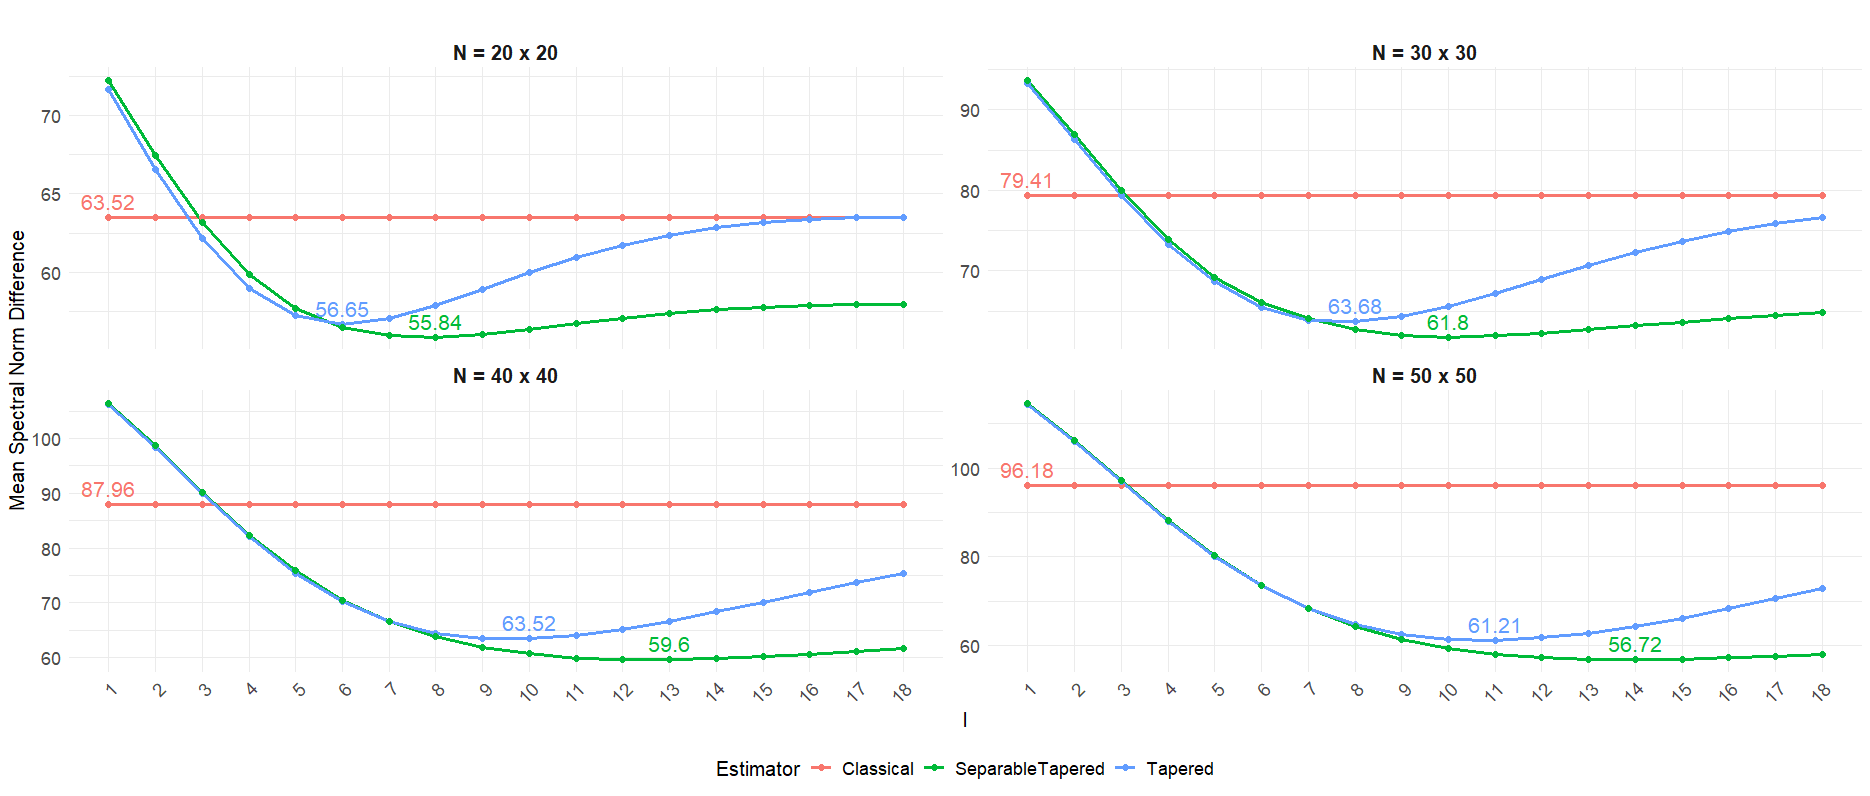 N = 20 x 20
N = 30 x 30
70
65
60
63.52
56.65
55.84
90
80
70
79.41
63.68
61.8
Mean Spectral Norm Difference
N = 40 x 40
N = 50 x 50
100
90
80
70
60
87.96
63.52
59.6
100
80
60
96.18
61.21
56.72
1 2 3 4 5 6 7 8 9 10 11 12 13 14 15 16 17 18
1 2 3 4 5 6 7 8 9 10 11 12 13 14 15 16 17 18
l
Estimator Classical SeparableTapered Tapered